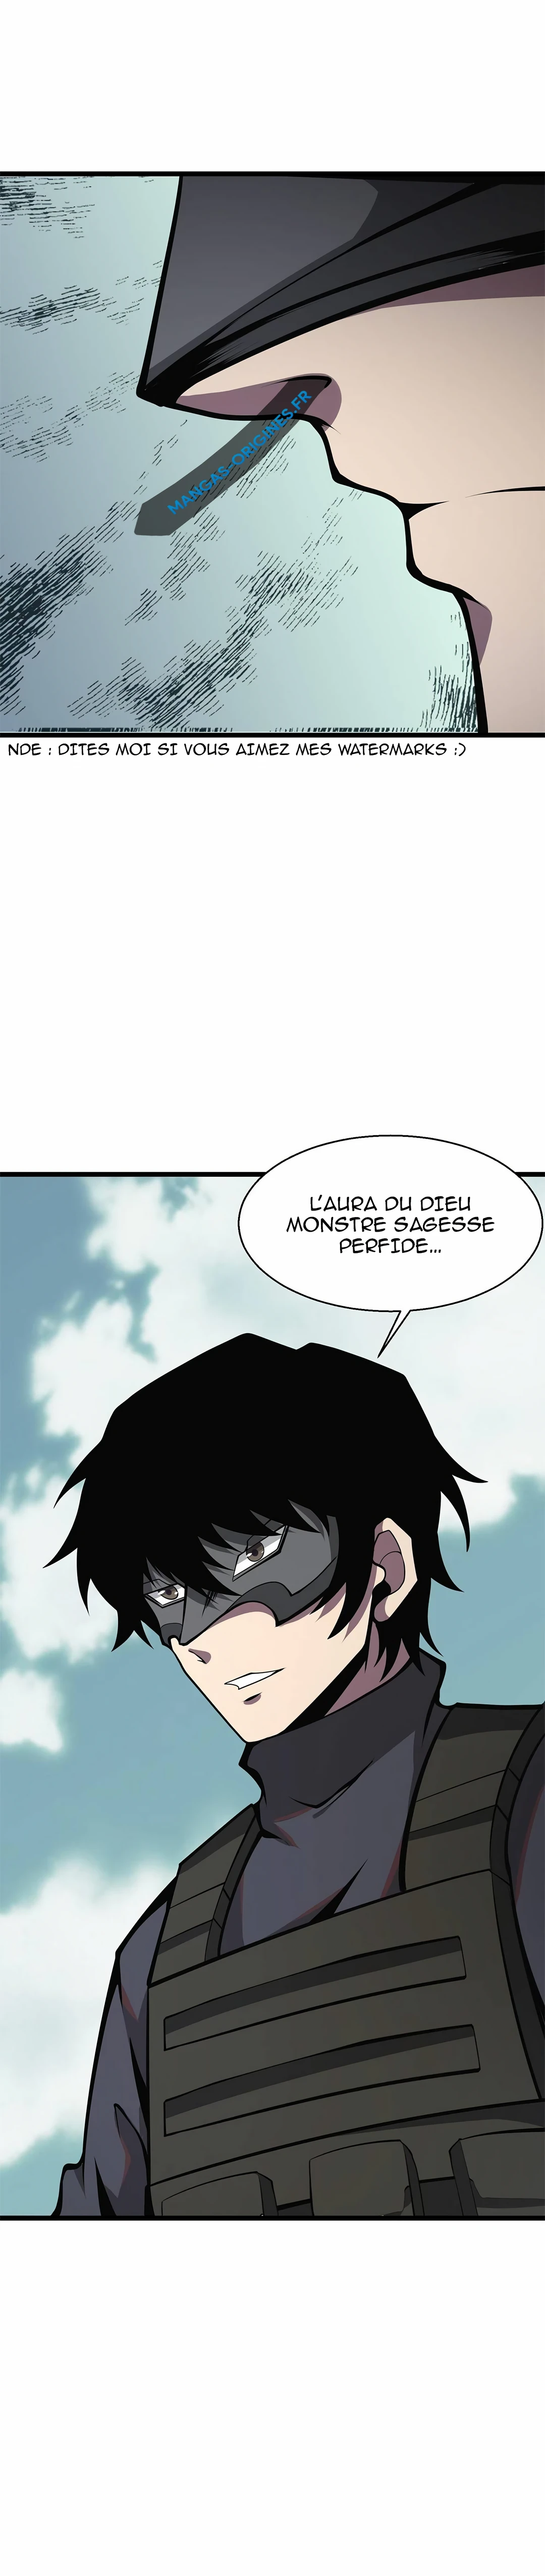 MANGAS-ORIGINES.FR
NDE : DITES MOI SI VOUS AIMEZ MES WATERMARKS :)
L'AURA DU DIEU
MONSTRE SAGESSE
PERFIDE...